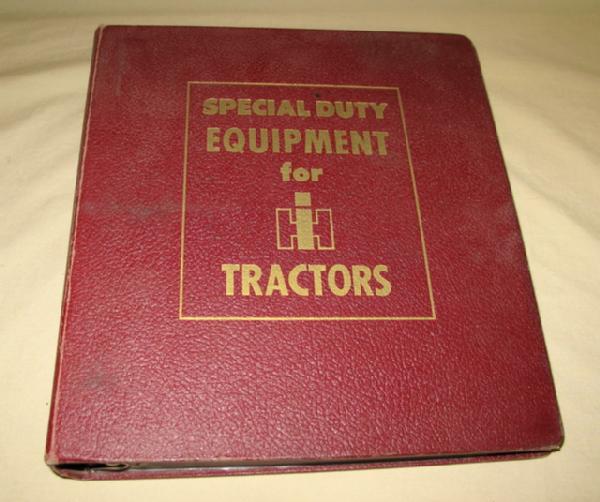 SPECIAL DUTY
EQUIPMENT
for
IH
TRACTORS